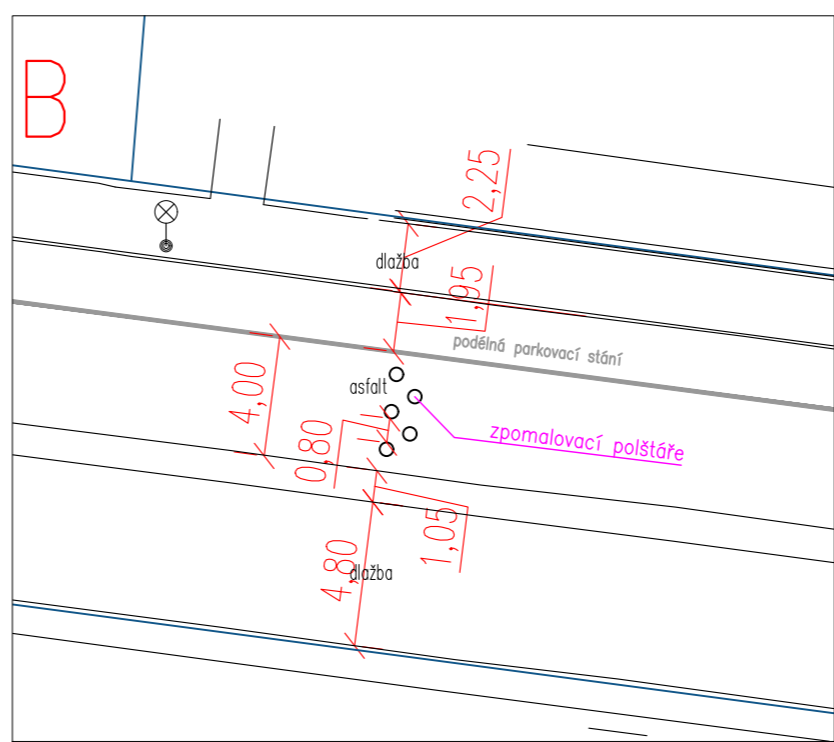 B
2,25
dlažba
1,95
podélná parkovací stání
4,00
asfalt
0,80
zpomalovací polštáře
1,05
4,80
dlažba